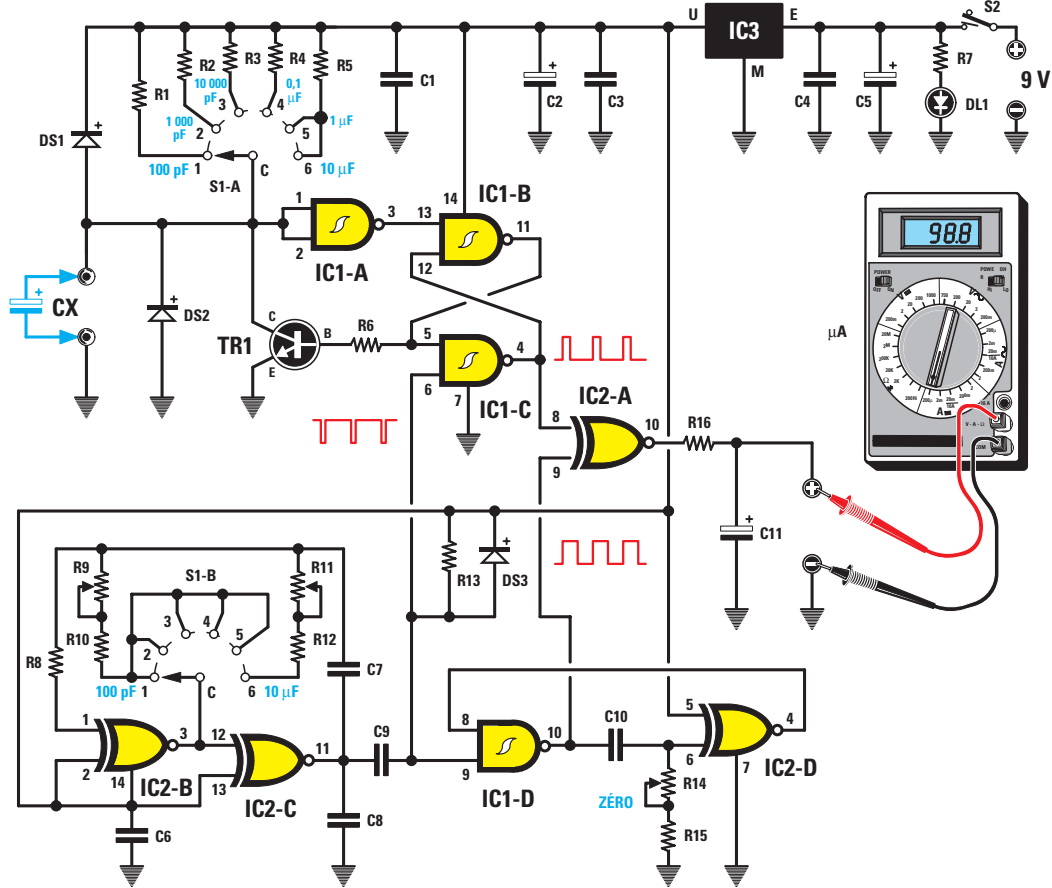 U
IC3
E
S2
M
R1
R2
R3
R4
R5
C1
C2
C3
C4
C5
R7
DL1
9 V
10 000
pF
0,1
µF
1 000
pF
1 µF
100 pF
10 µF
1
2
3
4
5
6
C
S1-A
DS1
+
CX
+
DS2
+
1
2
3
IC1-A
14
13
12
11
IC1-B
C
B
E
TR1
R6
5
6
4
7
IC1-C
8
9
10
IC2-A
R16
C11
+
98.8
µA
POWER
OFF
ON
V - A - Ω
COM
R9
R10
S1-B
R11
R12
R8
R13
DS3
+
100 pF
1
2
3
4
5
6
10 µF
C
C7
C8
C9
C6
1
2
3
14
IC2-B
12
13
11
IC2-C
8
9
10
IC1-D
C10
ZÉRO
R14
R15
5
6
4
7
IC2-D